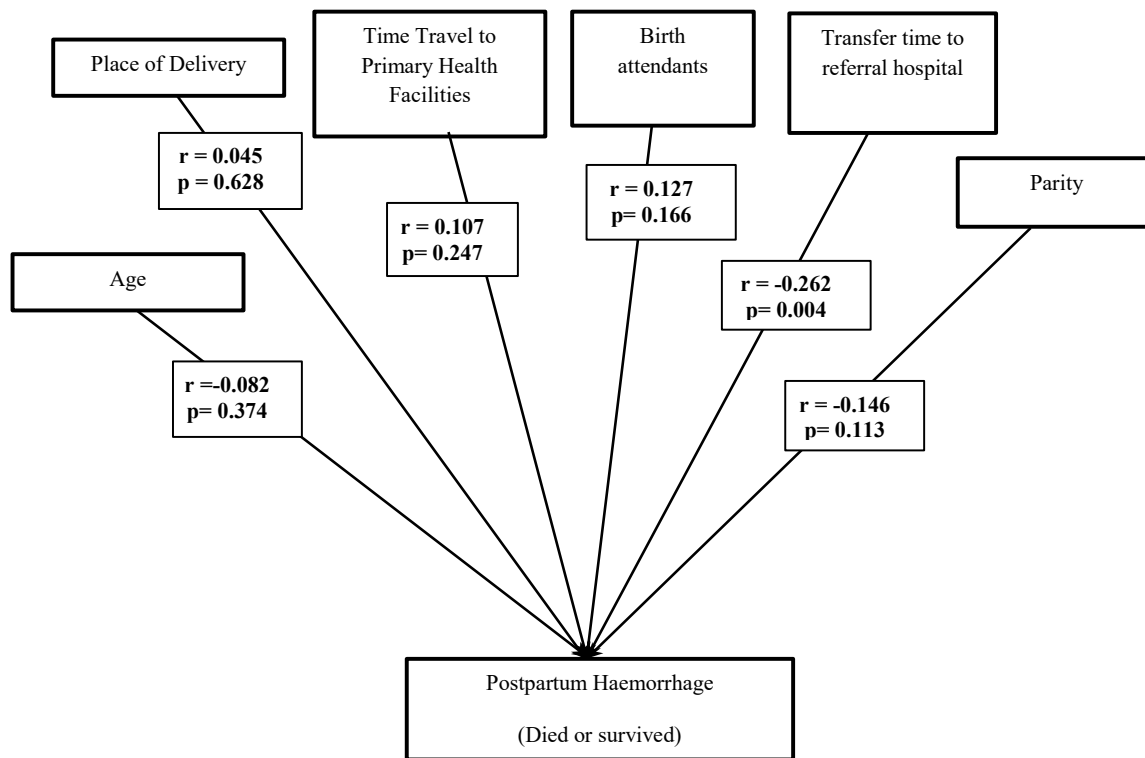 Place of Delivery
Time Travel to
Primary Health
Facilities
Birth
attendants
Transfer time to
referral hospital
Parity
Age
r = 0.045
p = 0.628
r = 0.107
p= 0.247
r = 0.127
p= 0.166
r = -0.262
p= 0.004
r =-0.082
p= 0.374
r = -0.146
p= 0.113
Postpartum Haemorrhage
(Died or survived)